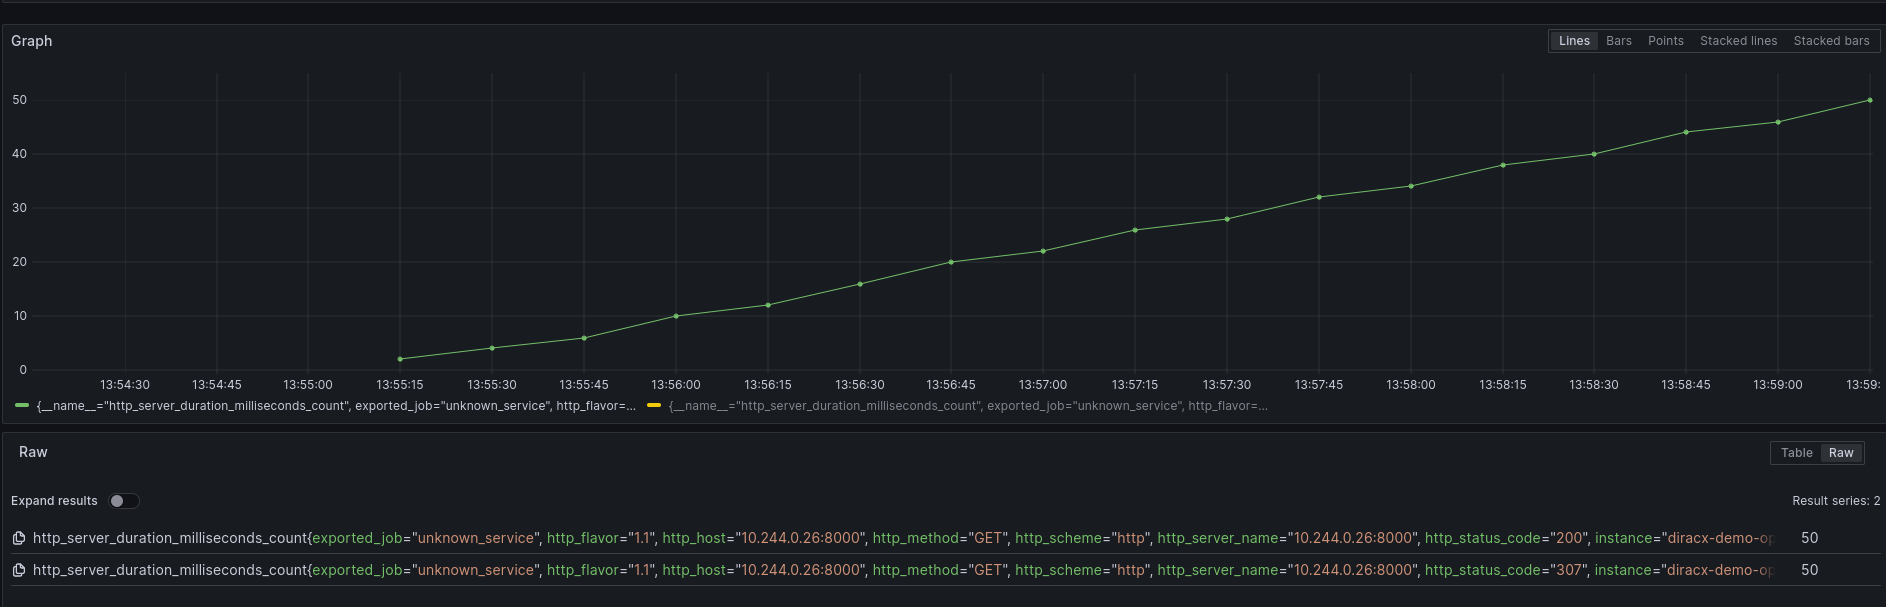 Graph
Lines Bars Points Stacked lines Stacked bars
50
40
30
20
10
0
13:54:30 13:54:45 13:55:00 13:55:15 13:55:30 13:55:45 13:56:00 13:56:15 13:56:30 13:56:45 13:57:00 13:57:15 13:57:30 13:57:45 13:58:00 13:58:15 13:58:30 13:58:45 13:59:00 13:59:
{__name__="http_server_duration_milliseconds_count", exported_job="unknown_service", http_flavor=... {__name__="http_server_duration_milliseconds_count", exported_job="unknown_service", http_flavor=...
Raw
Table Raw
Expand results
Result series: 2
http_server_duration_milliseconds_count{exported_job="unknown_service", http_flavor="1.1", http_host="10.244.0.26:8000", http_method="GET", http_scheme="http", http_server_name="10.244.0.26:8000", http_status_code="200", instance="diracx-demo-op 50
http_server_duration_milliseconds_count{exported_job="unknown_service", http_flavor="1.1", http_host="10.244.0.26:8000", http_method="GET", http_scheme="http", http_server_name="10.244.0.26:8000", http_status_code="307", instance="diracx-demo-op 50